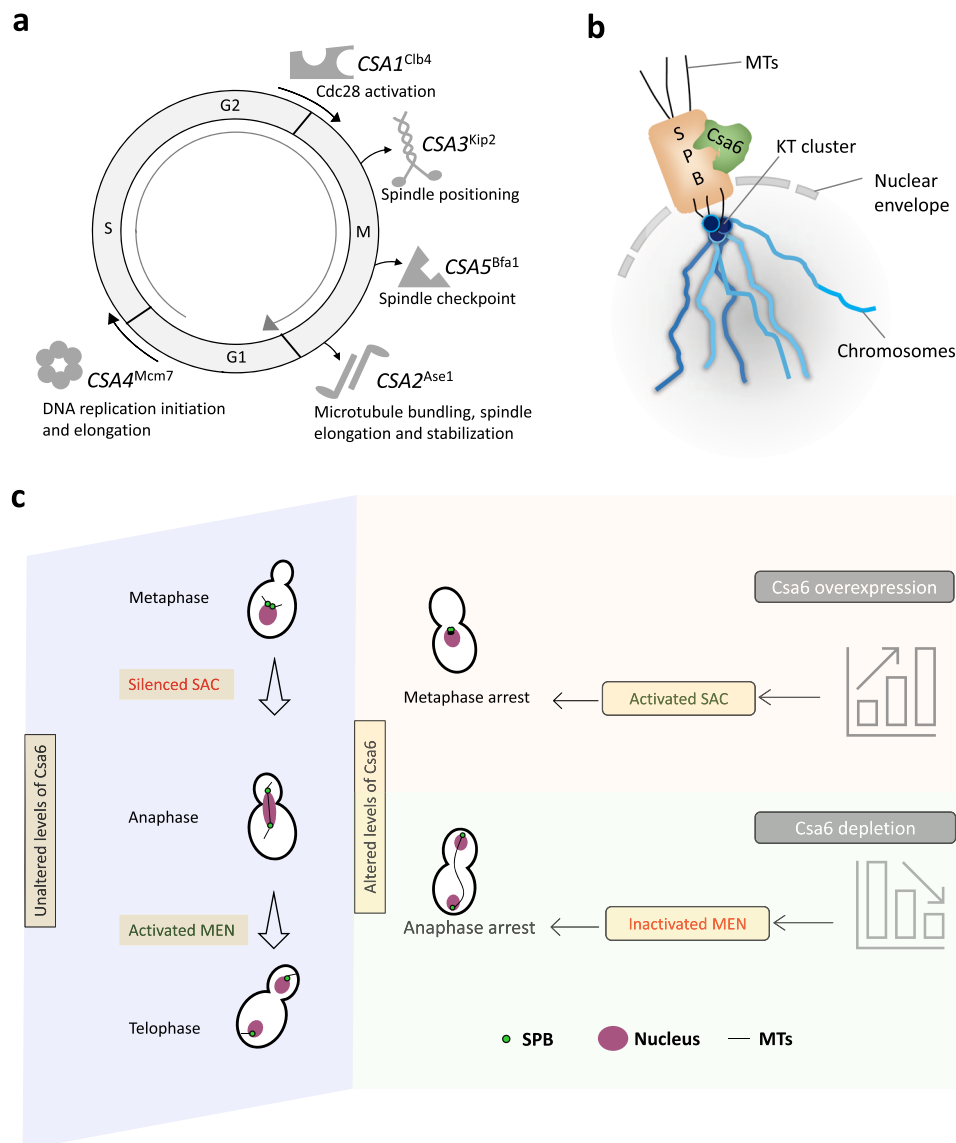 a
CSA1Clb4
Cdc28 activation
G2
CSA3Kip2
Spindle positioning
S
M
CSA5Bfa1
Spindle checkpoint
G1
CSA4Mcm7
DNA replication initiation
and elongation
CSA2Ase1
Microtubule bundling, spindle
elongation and stabilization
b
MTs
S
P
B
Csa6
KT cluster
Nuclear
envelope
Chromosomes
c
Unaltered levels of Csa6
Metaphase
Silenced SAC
Anaphase
Activated MEN
Telophase
Altered levels of Csa6
Csa6 overexpression
Metaphase arrest
Activated SAC
Csa6 depletion
Anaphase arrest
Inactivated MEN
SPB
Nucleus
MTs